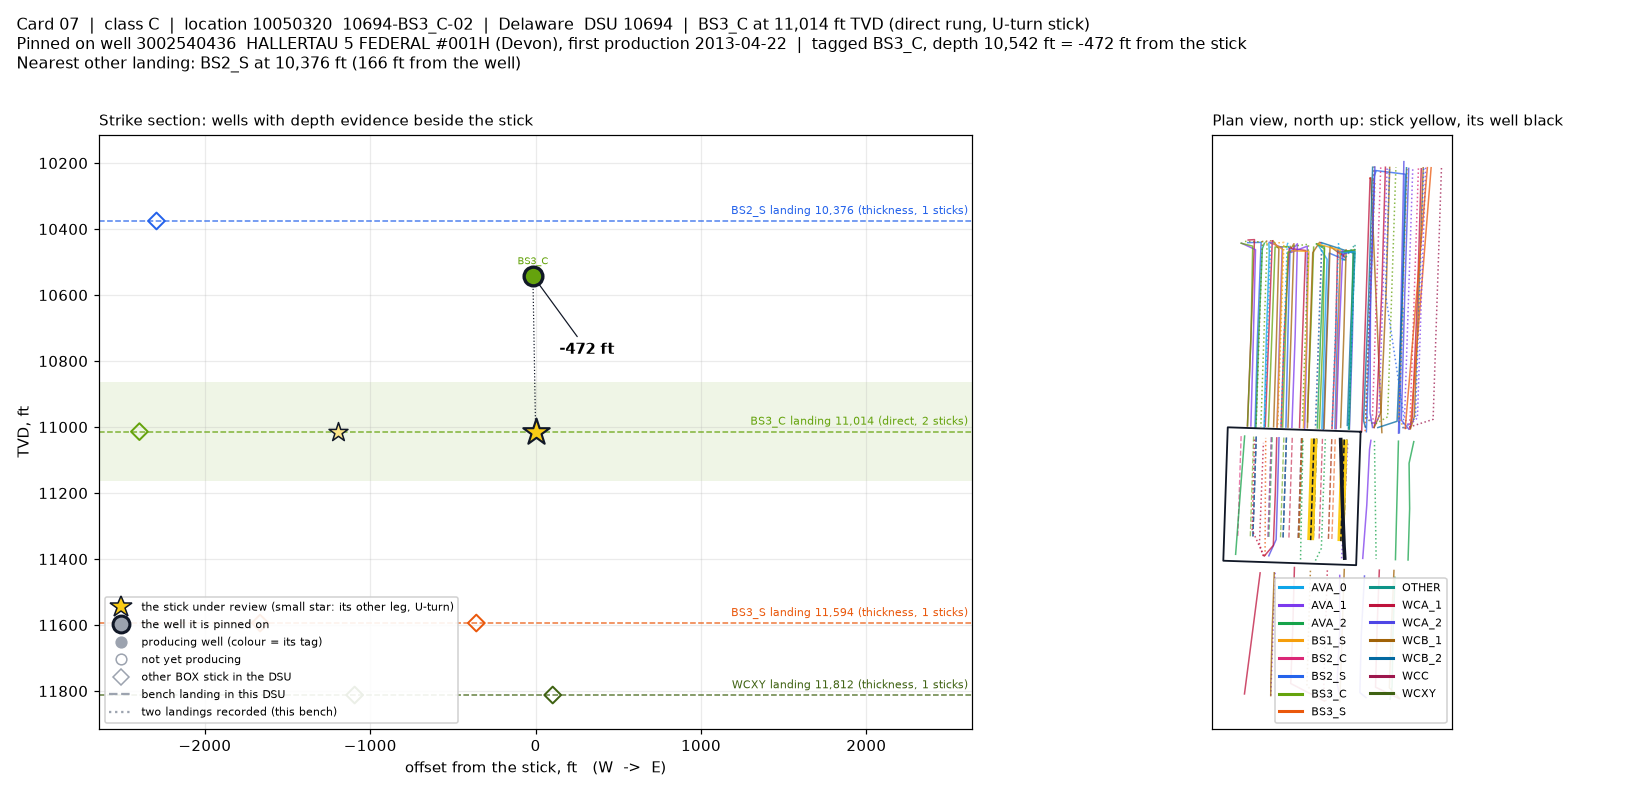 Card 07  |  class C  |  location 10050320  10694-BS3_C-02  |  Delaware  DSU 10694  |  BS3_C at 11,014 ft TVD (direct rung, U-turn stick)
Pinned on well 3002540436  HALLERTAU 5 FEDERAL #001H (Devon), first production 2013-04-22  |  tagged BS3_C, depth 10,542 ft = -472 ft from the stick
Nearest other landing: BS2_S at 10,376 ft (166 ft from the well)
Strike section: wells with depth evidence beside the stick
TVD, ft
10200
10400
10600
10800
11000
11200
11400
11600
11800
BS2_S landing 10,376 (thickness, 1 sticks)
BS3_C
-472 ft
BS3_C landing 11,014 (direct, 2 sticks)
BS3_S landing 11,594 (thickness, 1 sticks)
WCXY landing 11,812 (thickness, 1 sticks)
the stick under review (small star: its other leg, U-turn)
the well it is pinned on
producing well (colour = its tag)
not yet producing
other BOX stick in the DSU
bench landing in this DSU
two landings recorded (this bench)
−2000
−1000
0
1000
2000
offset from the stick, ft   (W  ->  E)
Plan view, north up: stick yellow, its well black
AVA_0
AVA_1
AVA_2
BS1_S
BS2_C
BS2_S
BS3_C
BS3_S
OTHER
WCA_1
WCA_2
WCB_1
WCB_2
WCC
WCXY